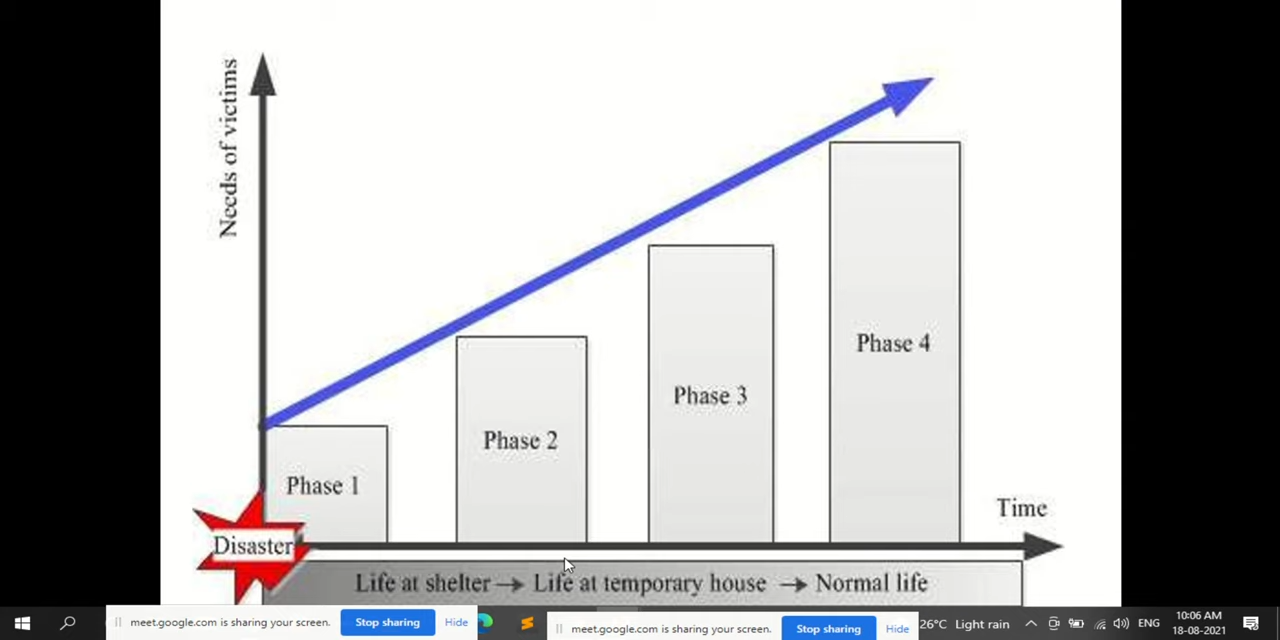 Needs of victims
Phase 4
Phase 3
Phase 2
Phase 1
Time
Disaster
Life at shelter → Life at temporary house → Normal life
meet.google.com is sharing your screen.
Stop sharing
Hide
meet.google.com is sharing your screen.
Stop sharing
Hide
26°C Light rain
ENG
10:06 AM
18-08-2021